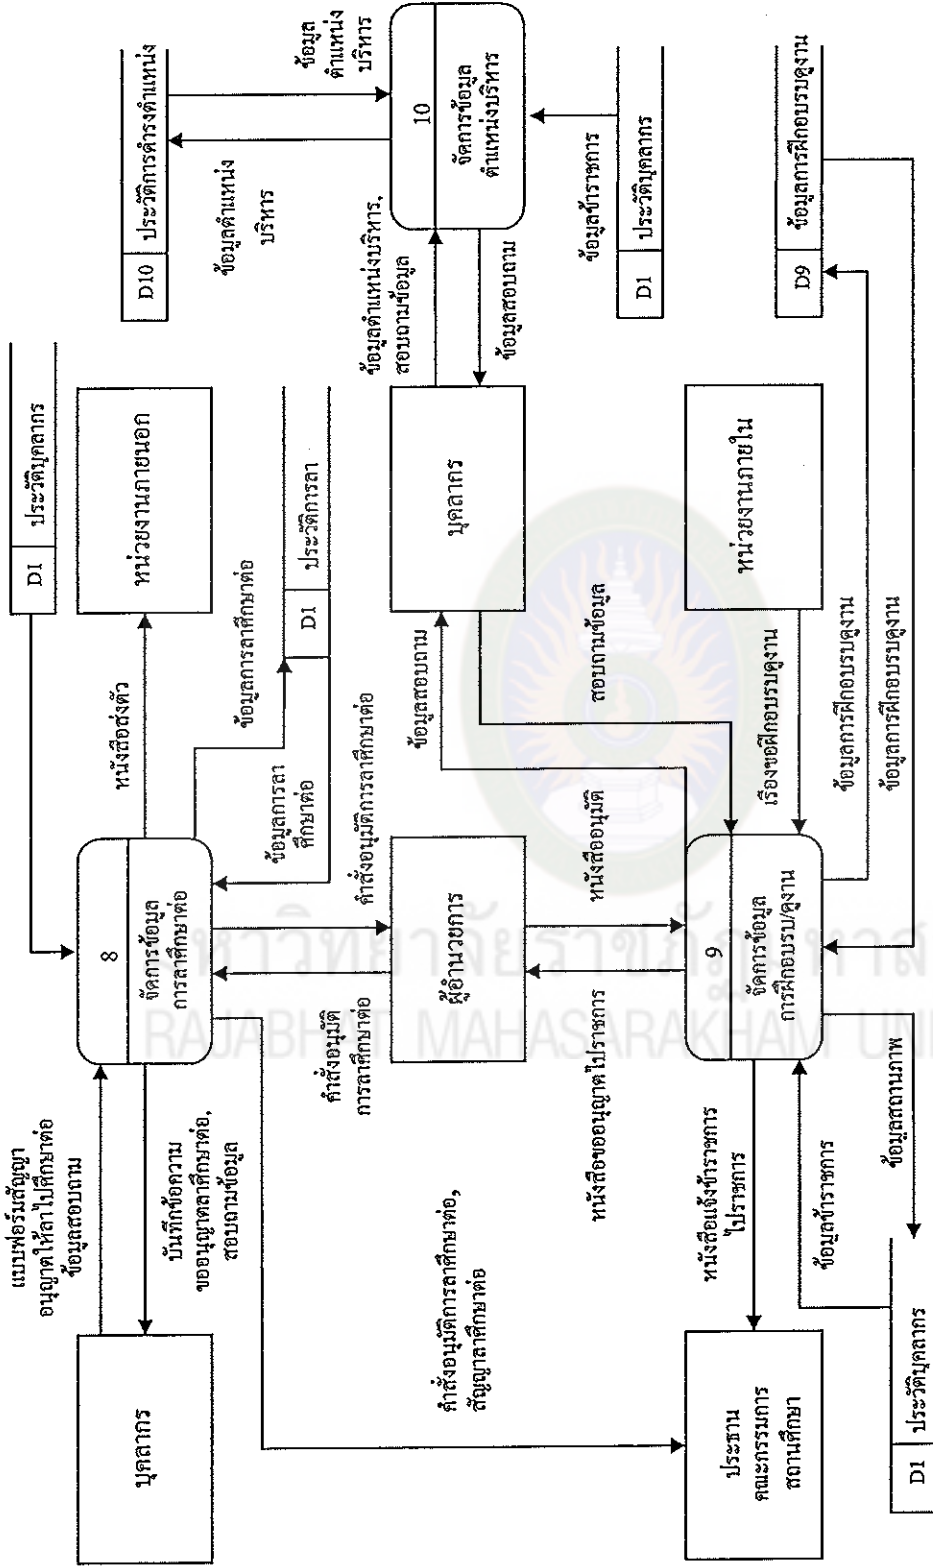 D1 ประวัติบุคลากร
D10 ประวัติการดำรงตำแหน่ง
แบบฟอร์มสัญญา
อนุญาตให้ลาไปศึกษาต่อ
ข้อมูลสอบถาม
บุคลากร
บันทึกข้อความ
ขออนุญาตลาศึกษาต่อ,
สอบถามข้อมูล
8
จัดการข้อมูล
การลาศึกษาต่อ
หนังสือส่งตัว
หน่วยงานภายนอก
ข้อมูลการลาศึกษาต่อ
ข้อมูลการลา
ศึกษาต่อ
D1 ประวัติการลา
ข้อมูลตำแหน่ง
บริหาร
ข้อมูล
ตำแหน่ง
บริหาร
คำสั่งอนุมัติ
การลาศึกษาต่อ
คำสั่งอนุมัติการลาศึกษาต่อ
คำสั่งอนุมัติการลาศึกษาต่อ,
สัญญาลาศึกษาต่อ
ผู้อำนวยการ
ข้อมูลสอบถาม
บุคลากร
ข้อมูลตำแหน่งบริหาร,
สอบถามข้อมูล
ข้อมูลสอบถาม
10
จัดการข้อมูล
ตำแหน่งบริหาร
ข้อมูลข้าราชการ
D1 ประวัติบุคลากร
หนังสือขออนุญาตไปราชการ
หนังสืออนุมัติ
สอบถามข้อมูล
มหาวิทยาลัยราชภัฏมหาส
RAJABHAT MAHASARAKHAM UNI
ประธาน
คณะกรรมการ
สถานศึกษา
หนังสือแจ้งข้าราชการ
ไปราชการ
9
จัดการข้อมูล
การฝึกอบรบ/ดูงาน
เรื่องขอฝึกอบรบดูงาน
หน่วยงานภายใน
D9 ข้อมูลการฝึกอบรบดูงาน
ข้อมูลข้าราชการ
ข้อมูลสถานภาพ
ข้อมูลการฝึกอบรบดูงาน
ข้อมูลการฝึกอบรบดูงาน
D1 ประวัติบุคลากร